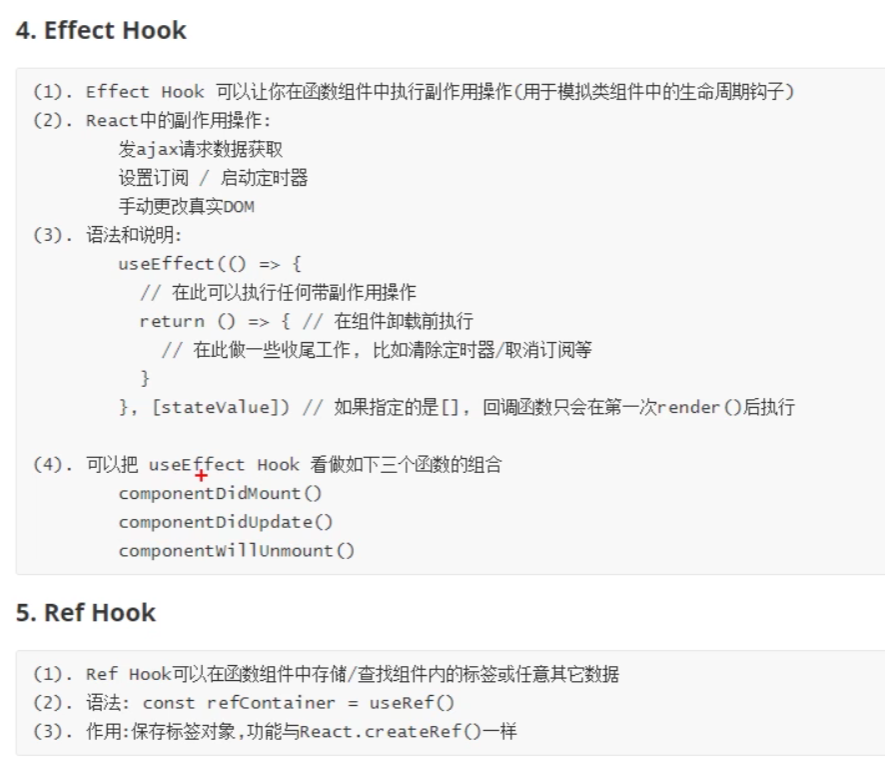 4. Effect Hook
(1). Effect Hook 可以让你在函数组件中执行副作用操作(用于模拟类组件中的生命周期钩子)
(2). React中的副作用操作:
发ajax请求数据获取
设置订阅 / 启动定时器
手动更改真实DOM
(3). 语法和说明:
useEffect(() => {
// 在此可以执行任何带副作用操作
return () => { // 在组件卸载前执行
// 在此做一些收尾工作, 比如清除定时器/取消订阅等
}
}, [stateValue]) // 如果指定的是[], 回调函数只会在第一次render()后执行
(4). 可以把 useEffect Hook 看做如下三个函数的组合
componentDidMount()
componentDidUpdate()
componentWillUnmount()
5. Ref Hook
(1). Ref Hook可以在函数组件中存储/查找组件内的标签或任意其它数据
(2). 语法: const refContainer = useRef()
(3). 作用:保存标签对象,功能与React.createRef()一样